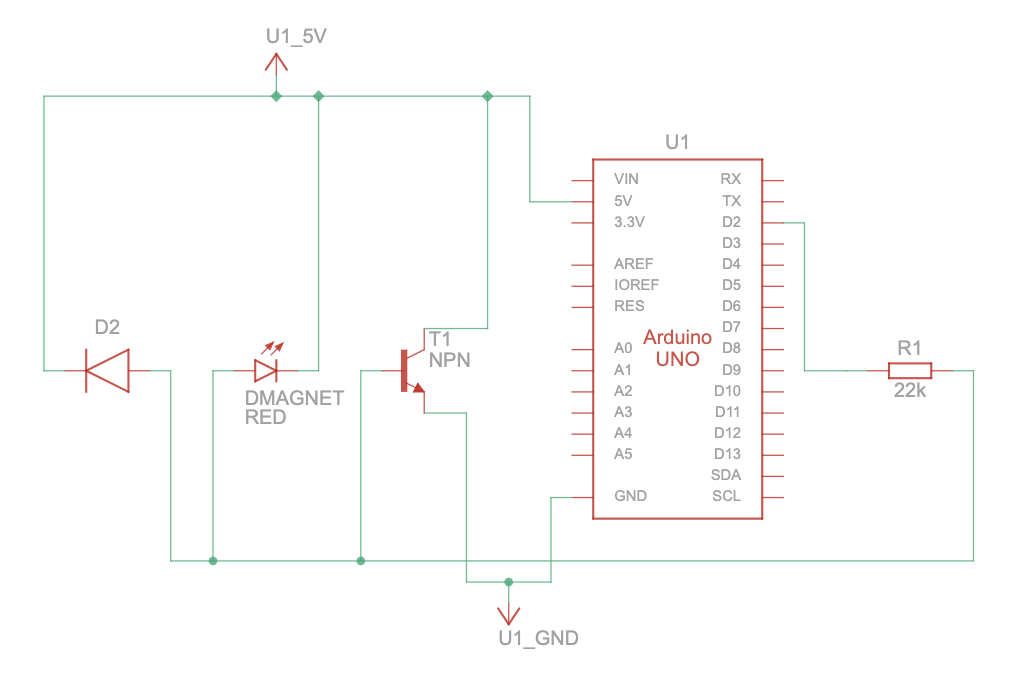 U1_5V
U1
VIN
5V
3.3V
AREF
IOREF
RES
A0
A1
A2
A3
A4
A5
GND
RX
TX
D2
D3
D4
D5
D6
D7
D8
D9
D10
D11
D12
D13
SDA
SCL
Arduino
UNO
D2
DMAGNET
RED
T1
NPN
R1
22k
U1_GND